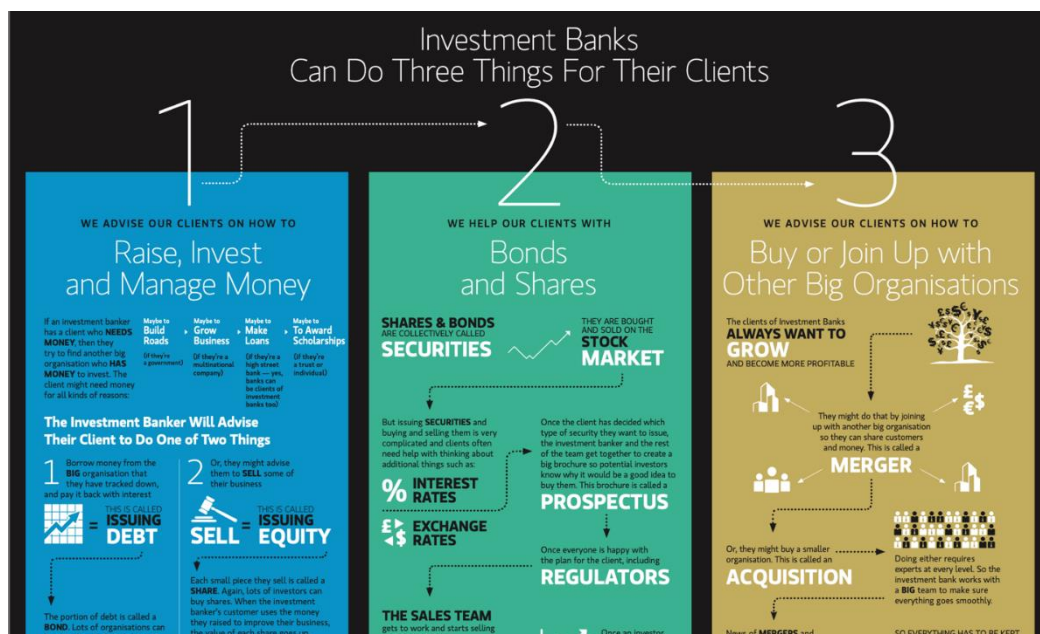 Investment Banks
Can Do Three Things For Their Clients
1
2
3
WE ADVISE OUR CLIENTS ON HOW TO
Raise, Invest
and Manage Money
If an investment banker
has a client who NEEDS
MONEY, then they
try to find another big
organisation who HAS
MONEY to invest. The
client might need money
for all kinds of reasons:
Maybe to
Build
Roads
(if they're
a government)
Maybe to
Grow
Business
(if they're a
multinational
company)
Maybe to
Make
Loans
(if they're a
high street
bank — yes,
banks can
be clients of
investment
banks too)
Maybe to
To Award
Scholarships
(if they're
a trust or
individual)
The Investment Banker Will Advise
Their Client to Do One of Two Things
1
Borrow money from the
BIG organisation that
they have tracked down,
and pay it back with interest
=
THIS IS CALLED
ISSUING
DEBT
The portion of debt is called a
BOND. Lots of organisations can
2
Or, they might advise
them to SELL some of
their business
SELL
=
THIS IS CALLED
ISSUING
EQUITY
Each small piece they sell is called a
SHARE. Again, lots of investors can
buy shares. When the investment
banker's customer uses the money
they raised to improve their business,
the value of each share goes up
WE HELP OUR CLIENTS WITH
Bonds
and Shares
SHARES & BONDS
ARE COLLECTIVELY CALLED
SECURITIES
THEY ARE BOUGHT
AND SOLD ON THE
STOCK
MARKET
But issuing SECURITIES and
buying and selling them is very
complicated and clients often
need help with thinking about
additional things such as:
% INTEREST
RATES
£ $ EXCHANGE
RATES
Once the client has decided which
type of security they want to issue,
the investment banker and the rest
of the team get together to create a
big brochure so potential investors
know why it would be a good idea to
buy them. This brochure is called a
PROSPECTUS
Once everyone is happy with
the plan for the client, including
REGULATORS
THE SALES TEAM
gets to work and starts selling
Once an investor
WE ADVISE OUR CLIENTS ON HOW TO
Buy or Join Up with
Other Big Organisations
The clients of Investment Banks
ALWAYS WANT TO
GROW
AND BECOME MORE PROFITABLE
£
€$
They might do that by joining
up with another big organisation
so they can share customers
and money. This is called a
MERGER
Or, they might buy a smaller
organisation. This is called an
ACQUISITION
Doing either requires
experts at every level. So the
investment bank works with
a BIG team to make sure
everything goes smoothly.
News of MERGERS and
SO EVERYTHING HAS TO BE KEPT